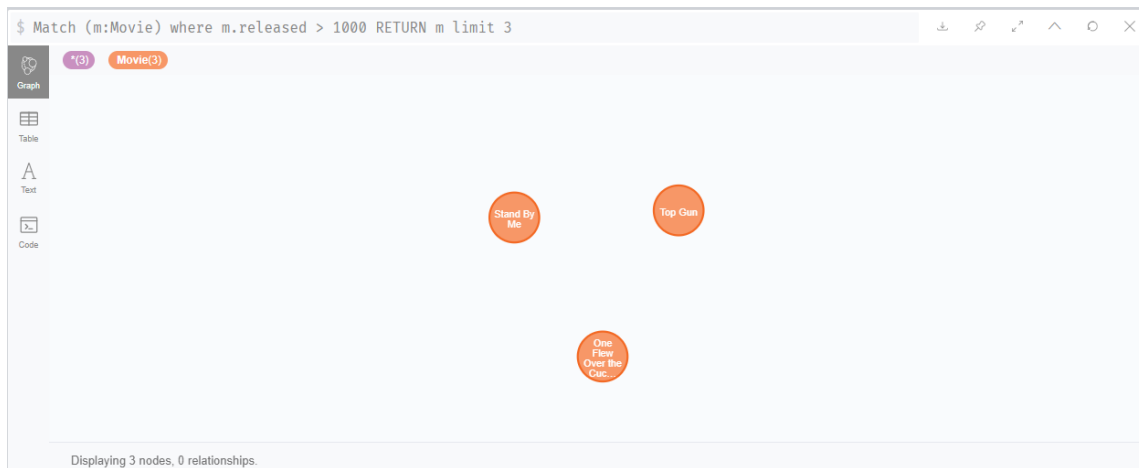 $ Match (m:Movie) where m.released > 1000 RETURN m limit 3
*(3) Movie(3)
Graph
Table
A
Text
Code
Stand By
Me
Top Gun
One
Flew
Over the
Cuc...
Displaying 3 nodes, 0 relationships.